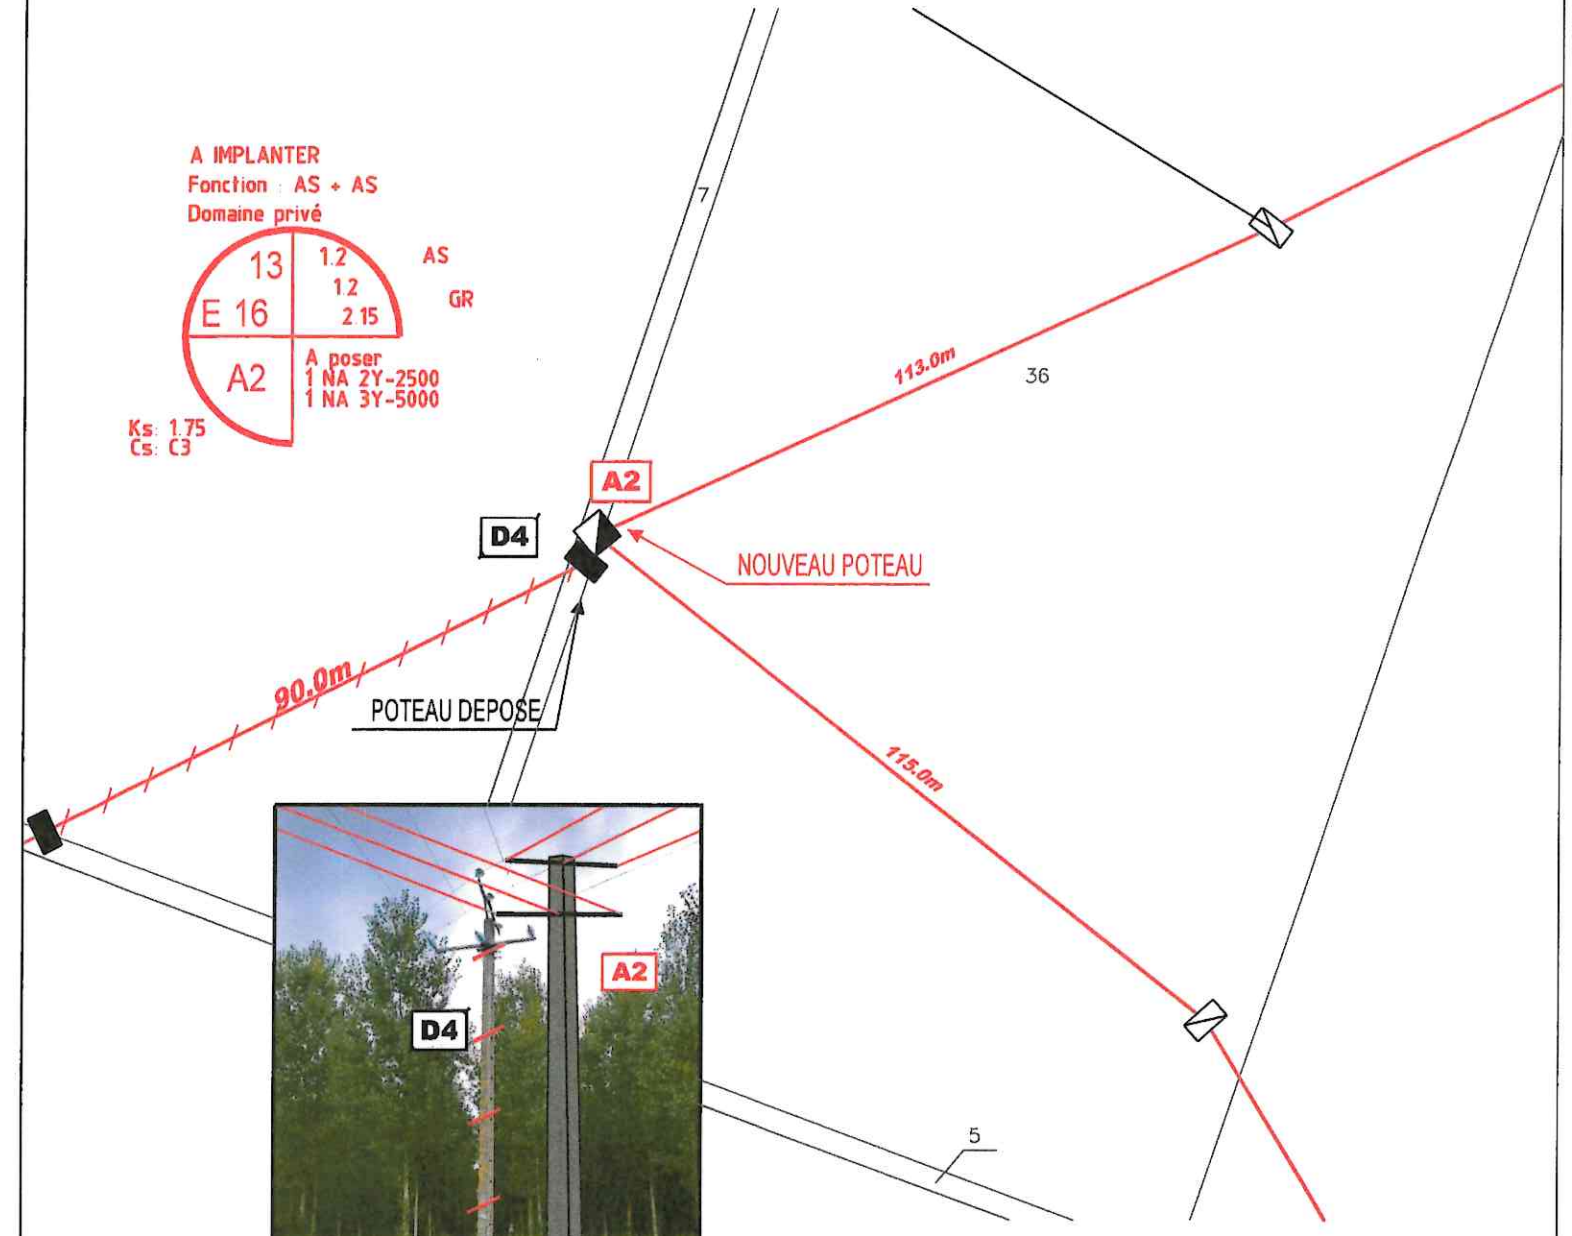 A IMPLANTER
Fonction : AS + AS
Domaine privé
13
1.2
AS
1.2
GR
E 16
2.15
A2
A poser
1 NA 2Y-2500
1 NA 3Y-5000
Ks: 1.75
Cs: C3
7
113.0m
36
A2
D4
NOUVEAU POTEAU
90.0m
POTEAU DEPOSE
115.0m
A2
D4
5